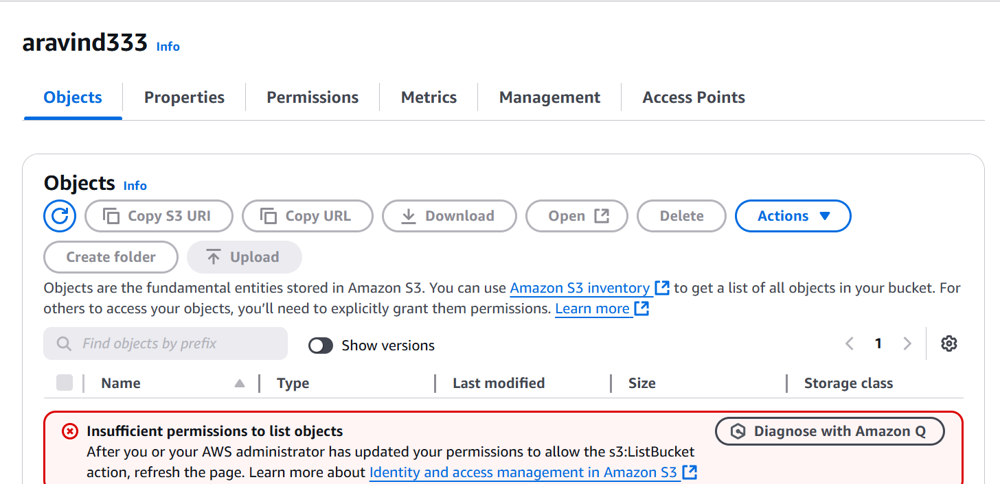 aravind333 Info
Objects Properties Permissions Metrics Management Access Points
Objects Info
Copy S3 URI Copy URL Download Open Delete Actions
Create folder Upload
Objects are the fundamental entities stored in Amazon S3. You can use Amazon S3 inventory to get a list of all objects in your bucket. For
others to access your objects, you’ll need to explicitly grant them permissions. Learn more
Find objects by prefix Show versions 1
Name Type Last modified Size Storage class
Insufficient permissions to list objects Diagnose with Amazon Q
After you or your AWS administrator has updated your permissions to allow the s3:ListBucket
action, refresh the page. Learn more about Identity and access management in Amazon S3